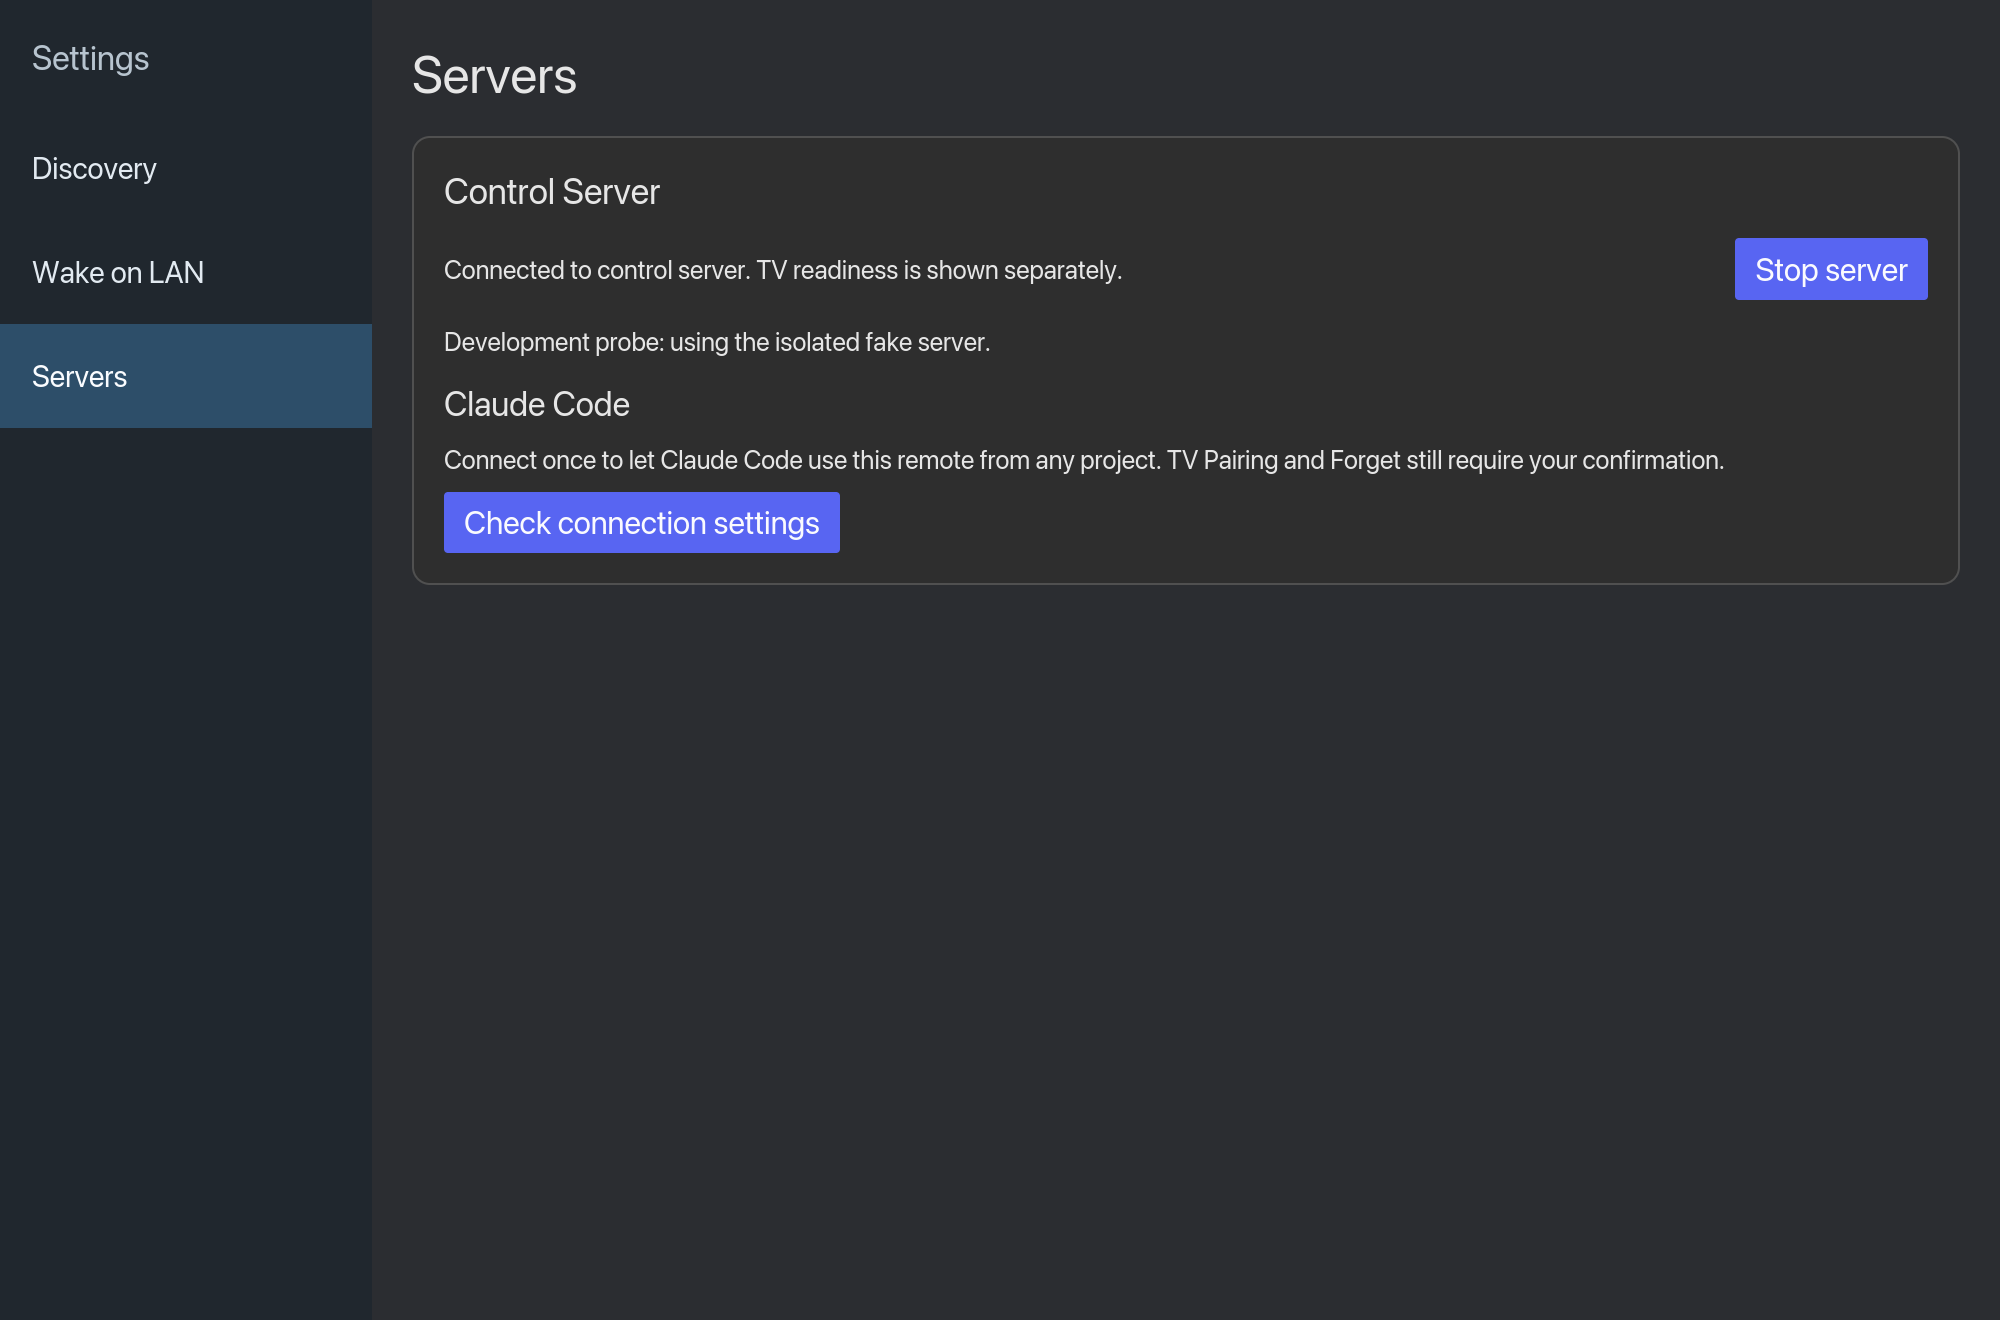 Settings
Discovery
Wake on LAN
Servers
Servers
Control Server
Connected to control server. TV readiness is shown separately.
Stop server
Development probe: using the isolated fake server.
Claude Code
Connect once to let Claude Code use this remote from any project. TV Pairing and Forget still require your confirmation.
Check connection settings